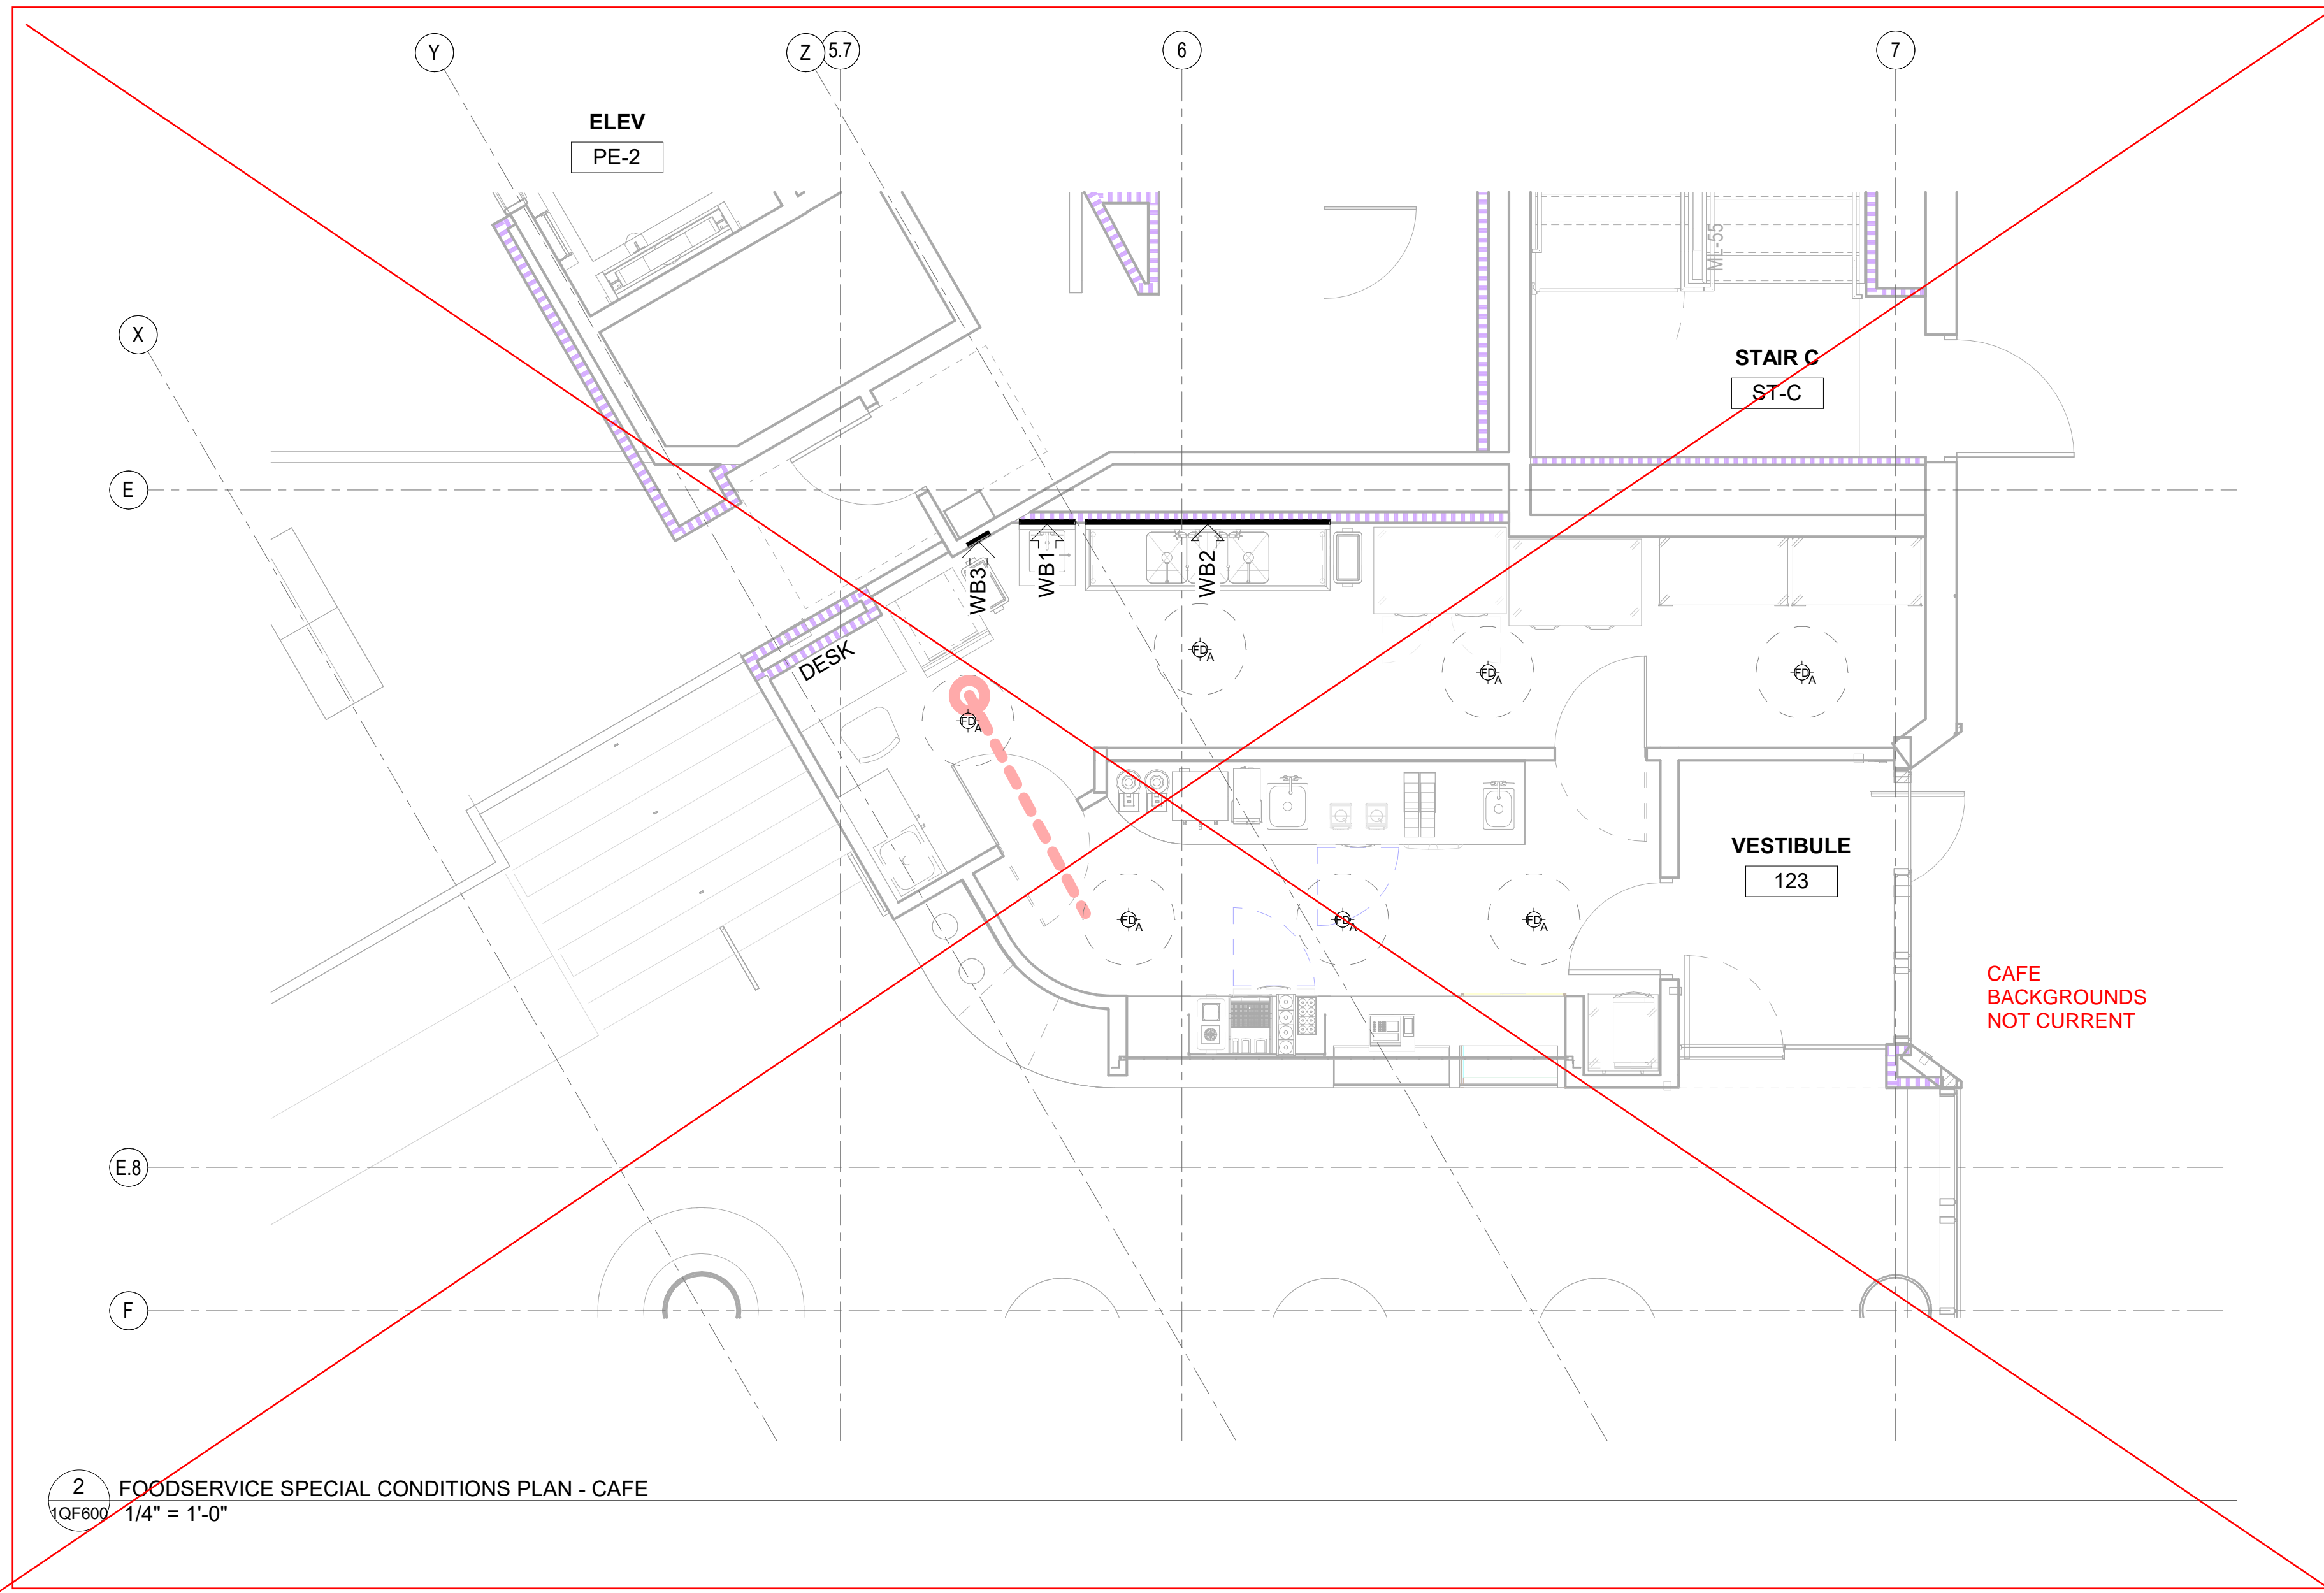 Y
Z
5.7
6
7
ELEV
PE-2
ML-55
X
STAIR C
ST-C
E
WB3
WB1
WB2
DESK
FD
A
FD
A
FD
A
FD
A
VESTIBULE
123
FD
A
FD
A
FD
A
CAFE
BACKGROUNDS
NOT CURRENT
E.8
F
2
FOODSERVICE SPECIAL CONDITIONS PLAN - CAFE
1QF600
1/4" = 1'-0"